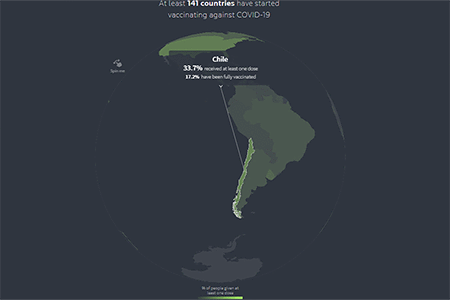 At least 141 countries have started
vaccinating against COVID-19
Spin me
Chile
33.7% received at least one dose
17.2% have been fully vaccinated
% of people given at
least one dose